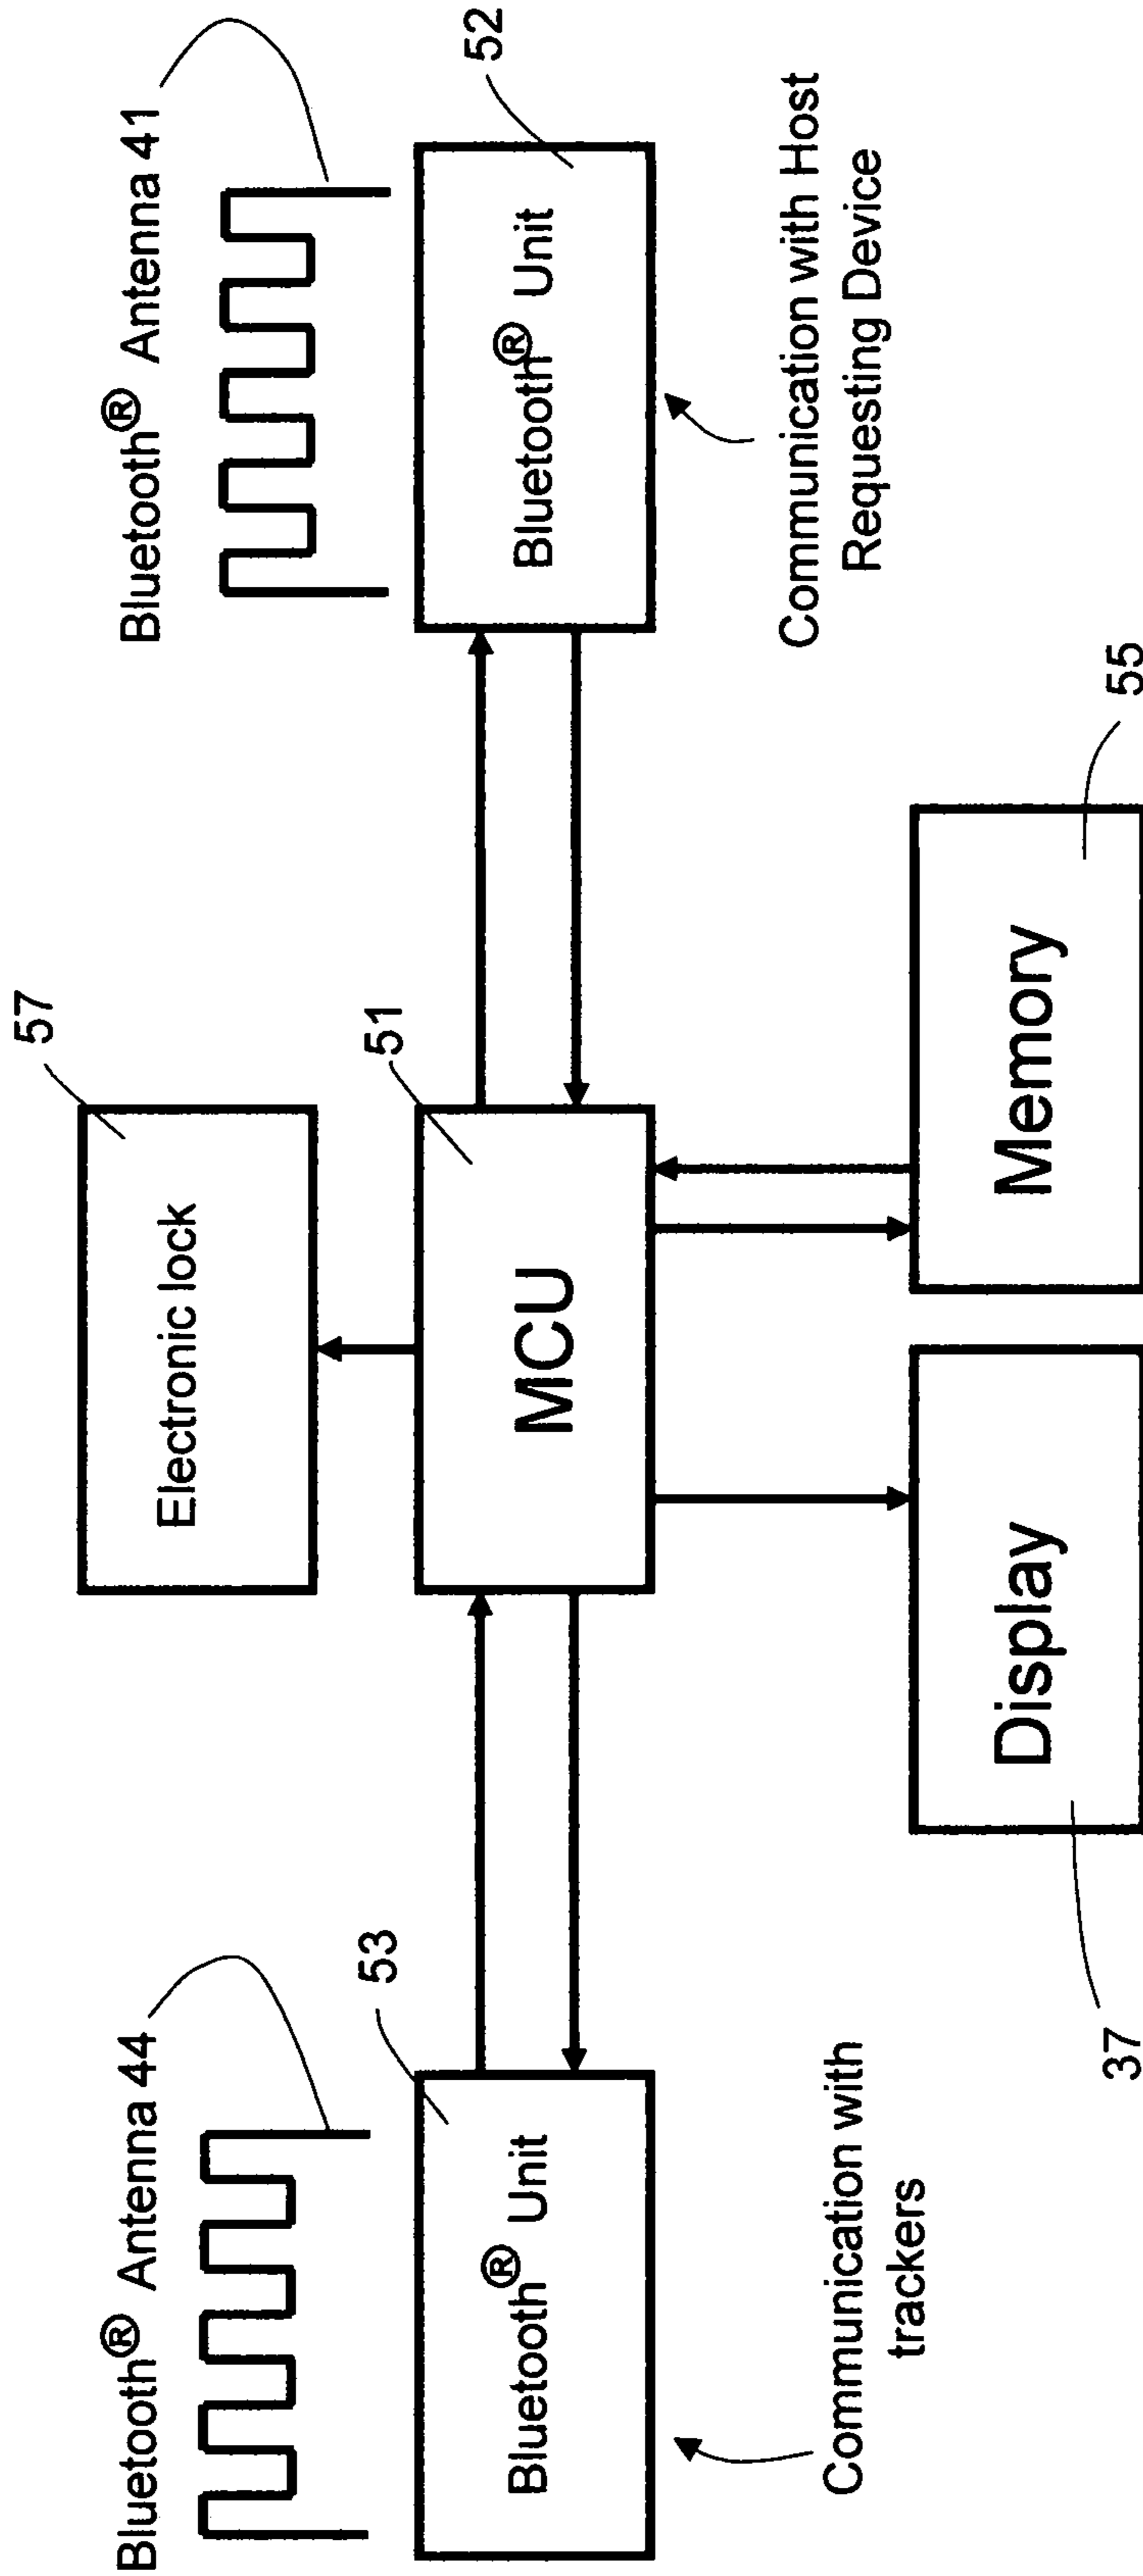 Bluetooth® Antenna 44
57
Bluetooth® Antenna 41
Electronic lock
53
51
52
Bluetooth® Unit
MCU
Bluetooth® Unit
Communication with
trackers
Communication with Host
Requesting Device
Display
Memory
37
55